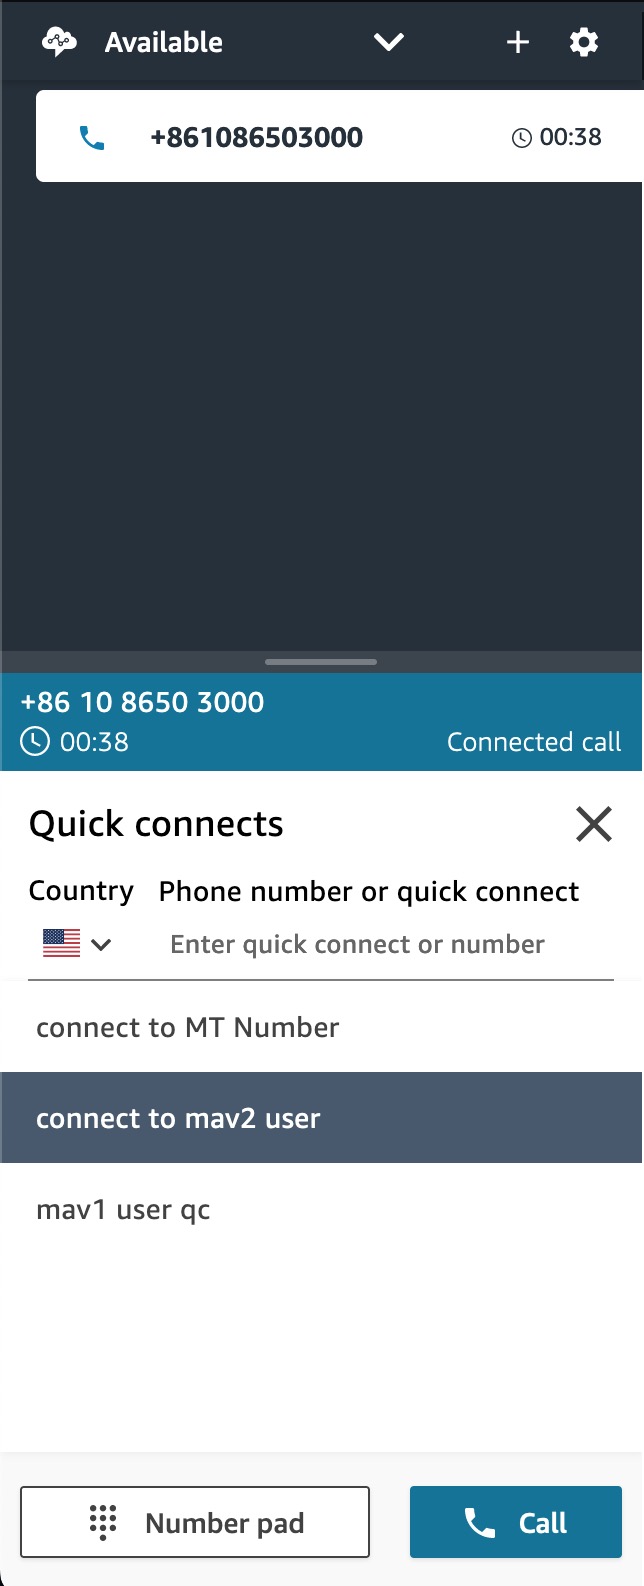 Available
+861086503000 00:38
+86 10 8650 3000
00:38 Connected call
Quick connects
Country Phone number or quick connect
Enter quick connect or number
connect to MT Number
connect to mav2 user
mav1 user qc
Number pad Call